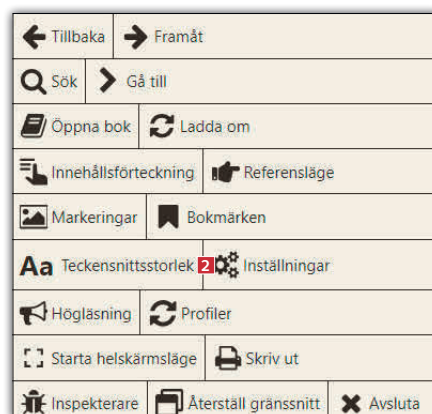 Tillbaka Framåt
Sök Gå till
Öppna bok Ladda om
Innehållsförteckning Referensläge
Markeringar Bokmärken
Aa Teckensnittsstorlek 2 Inställningar
Högläsning Profiler
Starta helskärmsläge Skriv ut
Inspekterare Återställ gränssnitt Avsluta